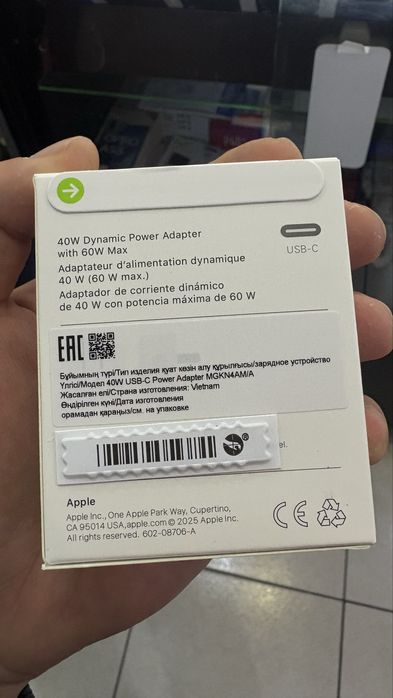 40W Dynamic Power Adapter
with 60W Max
Adaptateur d'alimentation dynamique
40 W (60 W max.)
Adaptador de corriente dinámico
de 40 W con potencia máxima de 60 W
USB-C
EAC
Бұйымның түрі/Тип изделия қуат көзін алу құрылғысы/зарядное устройство
Үлгісі/Модел 40W USB-C Power Adapter MGKN4AM/A
Жасалған елі/Страна изготовления: Vietnam
Өндірілген күні/Дата изготовления
орамадан қараңыз/см. на упаковке
el.
Apple
Apple Inc., One Apple Park Way, Cupertino,
CA 95014 USA, apple.com © 2025 Apple Inc.
All rights reserved. 602-08706-A
CE